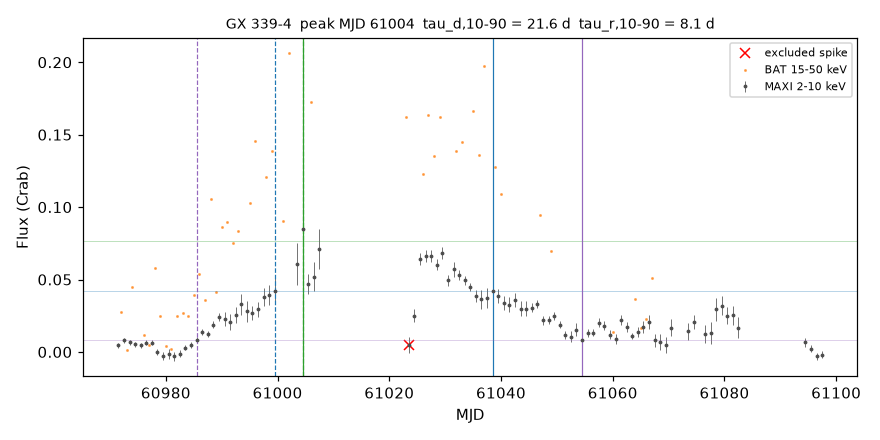 GX 339-4 peak MJD 61004 tau_d,10-90 = 21.6 d tau_r,10-90 = 8.1 d
excluded spike
BAT 15-50 keV
MAXI 2-10 keV
Flux (Crab)
0.20
0.15
0.10
0.05
0.00
60980
61000
61020
61040
61060
61080
61100
MJD